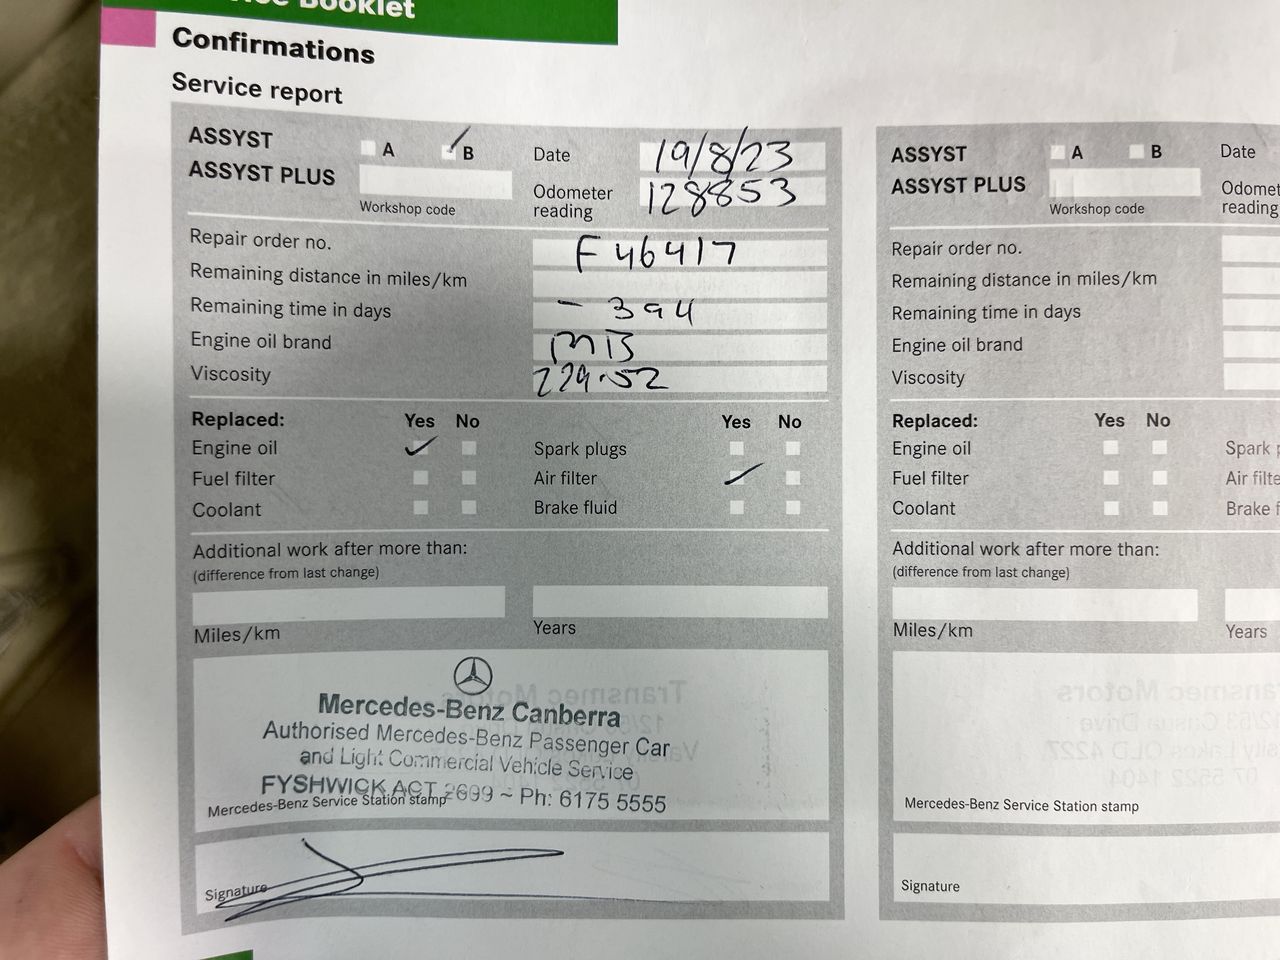 Booklet
Confirmations
Service report
ASSYST A B Date 19/8/23
ASSYST PLUS Odometer reading 128853
Workshop code
Repair order no. F46417
Remaining distance in miles/km
Remaining time in days - 394
Engine oil brand MB
Viscosity 229.52
Replaced: Yes No Yes No
Engine oil Spark plugs
Fuel filter Air filter
Coolant Brake fluid
Additional work after more than:
(difference from last change)
Miles/km Years
Mercedes-Benz Canberra
Authorised Mercedes-Benz Passenger Car
and Light Commercial Vehicle Service
FYSHWICK ACT 2699 ~ Ph: 6175 5555
Mercedes-Benz Service Station stamp
Signature
ASSYST A B Date
ASSYST PLUS reading
Workshop code
Repair order no.
Remaining distance in miles/km
Remaining time in days
Engine oil brand
Viscosity
Replaced: Yes No
Engine oil Spark
Fuel filter Air
Coolant Brake
Additional work after more than:
(difference from last change)
Miles/km Years
Mercedes-Benz Service Station stamp
Signature